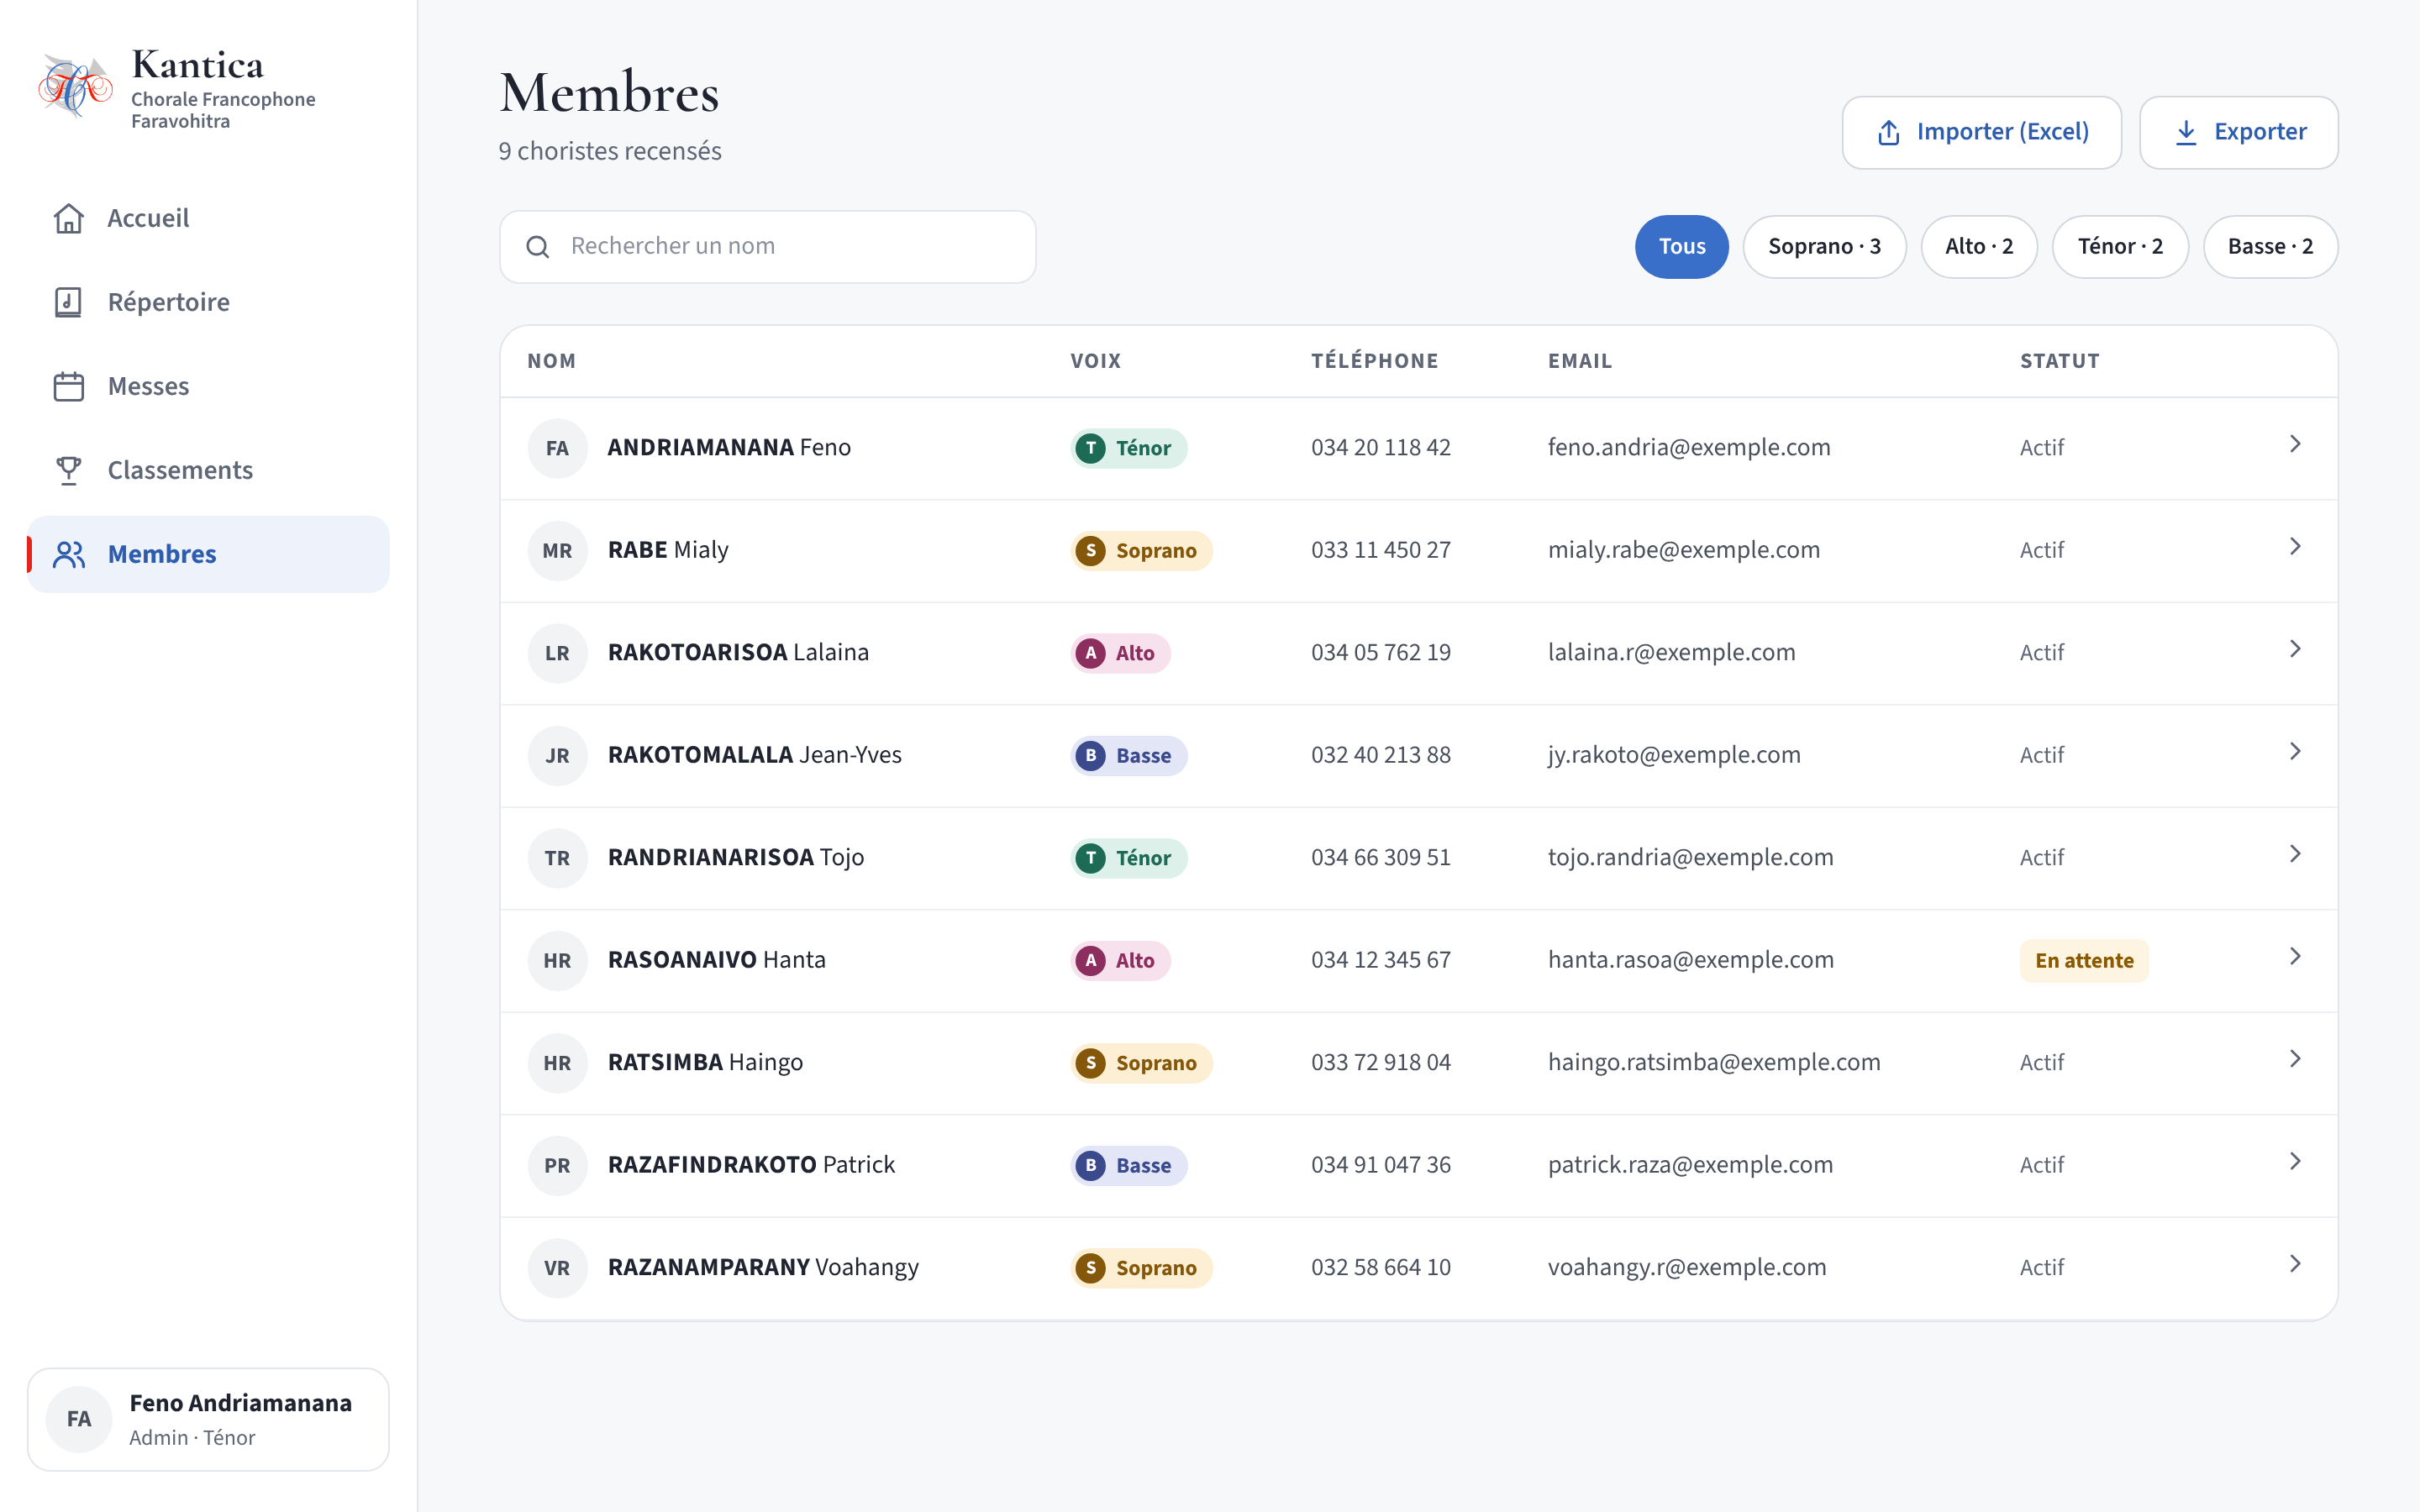 Kantica
Chorale Francophone
Faravohitra
Accueil
Répertoire
Messes
Classements
Membres
FA
Feno Andriamanana
Admin · Ténor
Membres
9 choristes recensés
Importer (Excel)
Exporter
Rechercher un nom
Tous
Soprano · 3
Alto · 2
Ténor · 2
Basse · 2
NOM VOIX TÉLÉPHONE EMAIL STATUT
FA ANDRIAMANANA Feno T Ténor 034 20 118 42 feno.andria@exemple.com Actif
MR RABE Mialy S Soprano 033 11 450 27 mialy.rabe@exemple.com Actif
LR RAKOTOARISOA Lalaina A Alto 034 05 762 19 lalaina.r@exemple.com Actif
JR RAKOTOMALALA Jean-Yves B Basse 032 40 213 88 jy.rakoto@exemple.com Actif
TR RANDRIANARISOA Tojo T Ténor 034 66 309 51 tojo.randria@exemple.com Actif
HR RASOANAIVO Hanta A Alto 034 12 345 67 hanta.rasoa@exemple.com En attente
HR RATSIMBA Haingo S Soprano 033 72 918 04 haingo.ratsimba@exemple.com Actif
PR RAZAFINDRAKOTO Patrick B Basse 034 91 047 36 patrick.raza@exemple.com Actif
VR RAZANAMPARANY Voahangy S Soprano 032 58 664 10 voahangy.r@exemple.com Actif